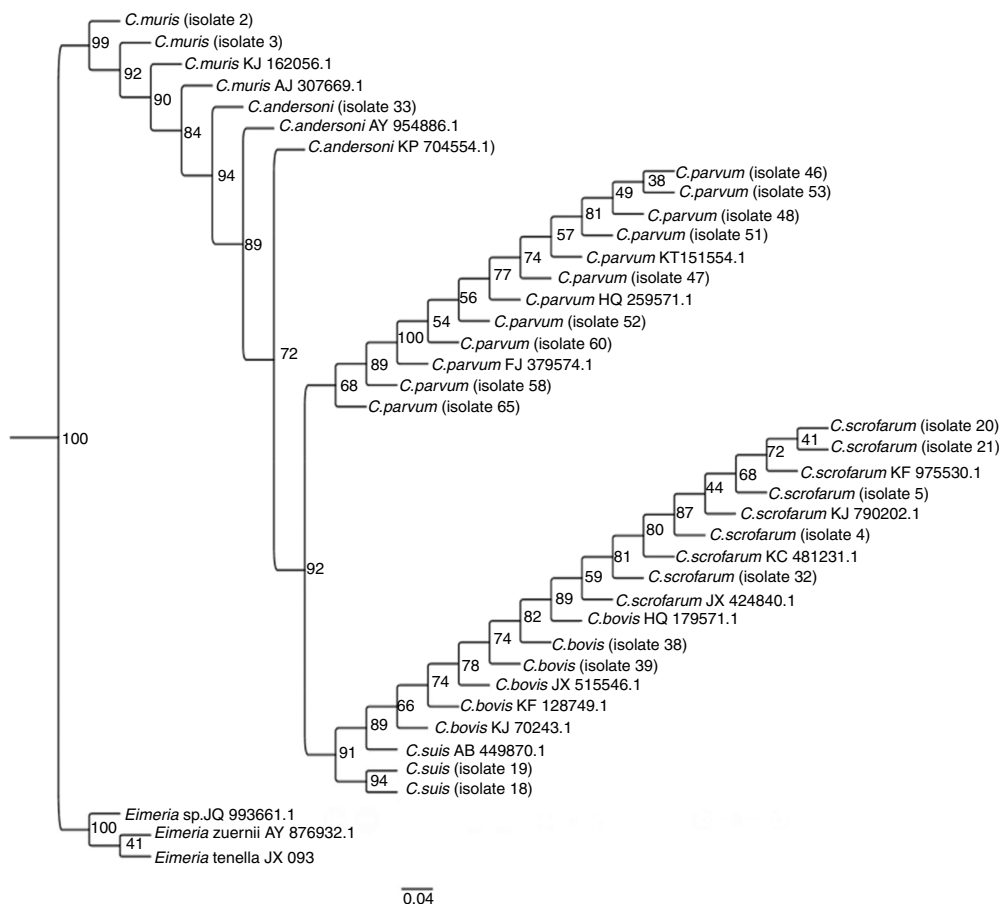 C.muris (isolate 2)
99
C.muris (isolate 3)
92
C.muris KJ 162056.1
90
C.muris AJ 307669.1
84
C.andersoni (isolate 33)
94
C.andersoni AY 954886.1
89
C.andersoni KP 704554.1)
72
C.parvum (isolate 46)
38
C.parvum (isolate 53)
49
C.parvum (isolate 48)
81
C.parvum (isolate 51)
57
C.parvum KT151554.1
74
C.parvum (isolate 47)
77
C.parvum HQ 259571.1
56
C.parvum (isolate 52)
54
C.parvum (isolate 60)
100
C.parvum FJ 379574.1
89
C.parvum (isolate 58)
68
C.parvum (isolate 65)
100
92
C.scrofarum (isolate 20)
41
C.scrofarum (isolate 21)
72
C.scrofarum KF 975530.1
68
C.scrofarum (isolate 5)
44
C.scrofarum KJ 790202.1
87
C.scrofarum (isolate 4)
80
C.scrofarum KC 481231.1
81
C.scrofarum (isolate 32)
59
C.scrofarum JX 424840.1
89
C.bovis HQ 179571.1
82
C.bovis (isolate 38)
74
C.bovis (isolate 39)
78
C.bovis JX 515546.1
74
C.bovis KF 128749.1
66
C.bovis KJ 70243.1
89
C.suis AB 449870.1
91
C.suis (isolate 19)
94
C.suis (isolate 18)
Eimeria sp.JQ 993661.1
100
Eimeria zuernii AY 876932.1
41
Eimeria tenella JX 093
0.04